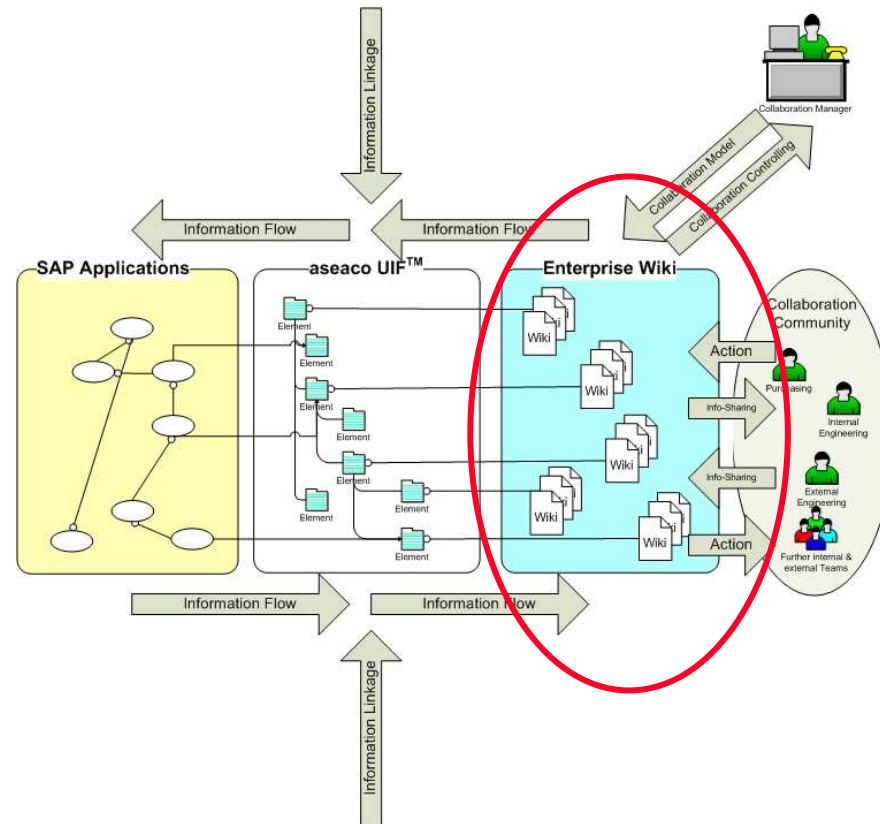 Information Linkage
Collaboration Manager
Collaboration Model
Collaboration Controlling
Information Flow
Information Flow
SAP Applications
aseaco UIF™
Enterprise Wiki
Collaboration
Community
Element
Element
Element
Element
Element
Element
Element
Element
Wiki
Wiki
Wiki
Wiki
Wiki
Action
Purchasing
Info-Sharing
Internal
Engineering
Info-Sharing
External
Engineering
Action
Further internal &
external Teams
Information Flow
Information Flow
Information Linkage